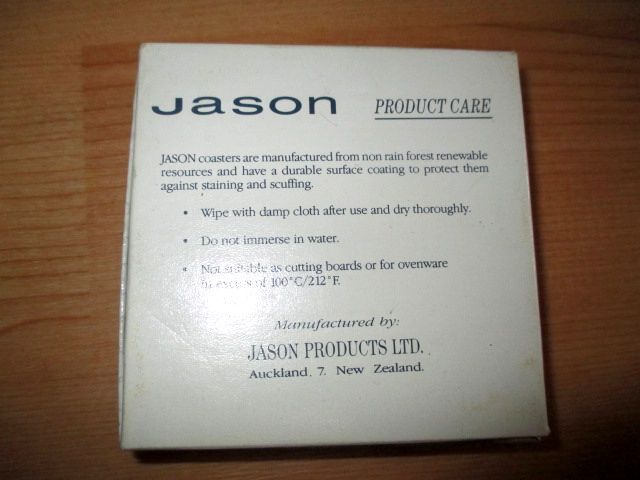 Jason PRODUCT CARE
JASON coasters are manufactured from non rain forest renewable
resources and have a durable surface coating to protect them
against staining and scuffing.
• Wipe with damp cloth after use and dry thoroughly.
• Do not immerse in water.
• Not suitable as cutting boards or for ovenware
in excess of 100°C/212°F.
Manufactured by:
JASON PRODUCTS LTD.
Auckland. 7. New Zealand.